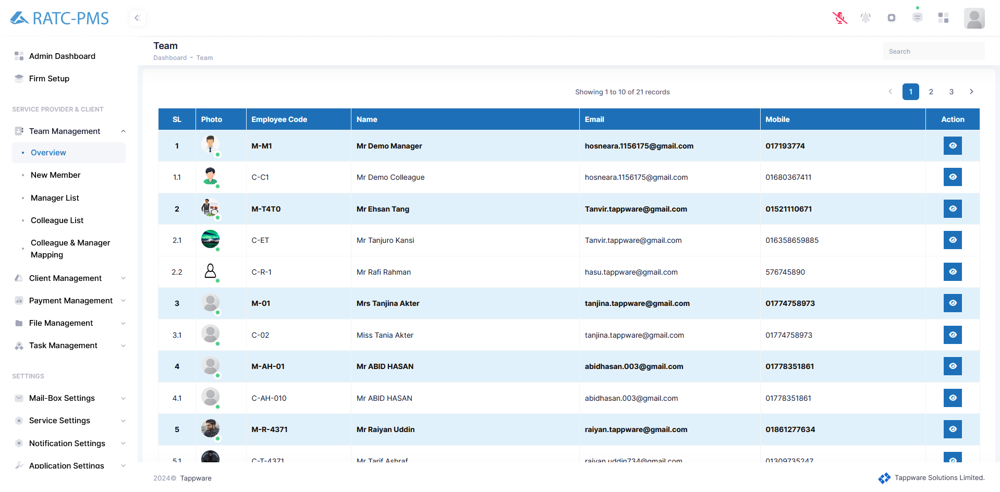 RATC-PMS
Team
Dashboard - Team
Search
Admin Dashboard
Firm Setup
SERVICE PROVIDER & CLIENT
Team Management
Overview
New Member
Manager List
Colleague List
Colleague & Manager
Mapping
Client Management
Payment Management
File Management
Task Management
SETTINGS
Mail-Box Settings
Service Settings
Notification Settings
Application Settings
Showing 1 to 10 of 21 records
1 2 3
SL Photo Employee Code Name Email Mobile Action
1 M-M1 Mr Demo Manager hosneara.1156175@gmail.com 017193774
1.1 C-C1 Mr Demo Colleague hosneara.1156175@gmail.com 01680367411
2 M-T4T0 Mr Ehsan Tang Tanvir.tappware@gmail.com 01521110671
2.1 C-ET Mr Tanjuro Kansi Tanvir.tappware@gmail.com 016358659885
2.2 C-R-1 Mr Rafi Rahman hasu.tappware@gmail.com 576745890
3 M-01 Mrs Tanjina Akter tanjina.tappware@gmail.com 01774758973
3.1 C-02 Miss Tania Akter tanjina.tappware@gmail.com 01774758973
4 M-AH-01 Mr ABID HASAN abidhasan.003@gmail.com 01778351861
4.1 C-AH-010 Mr ABID HASAN abidhasan.003@gmail.com 01778351861
5 M-R-4371 Mr Raiyan Uddin raiyan.tappware@gmail.com 01861277634
5.1 C-T-4371 Mr Tarif Ashraf raiyan.uddin734@gmail.com 01309735247
2024© Tappware
Tappware Solutions Limited.